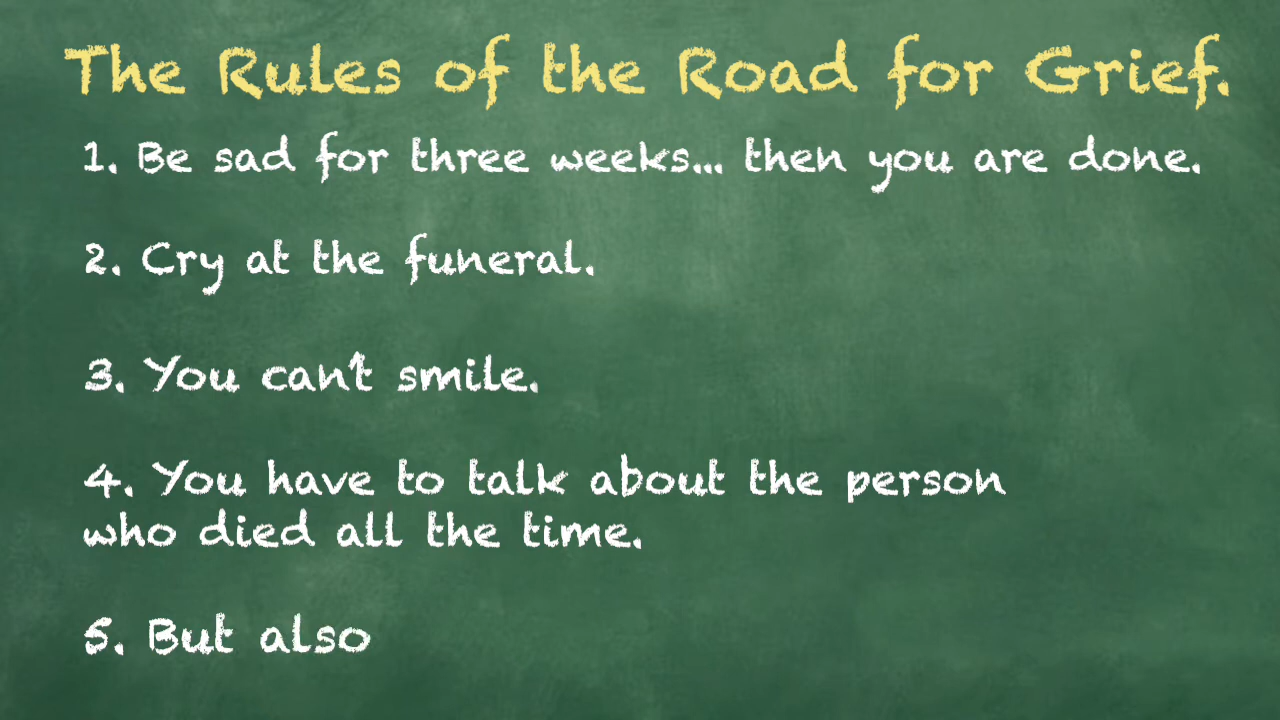 The Rules of the Road for Grief.
1. Be sad for three weeks... then you are done.
2. Cry at the funeral.
3. You can't smile.
4. You have to talk about the person
who died all the time.
5. But also